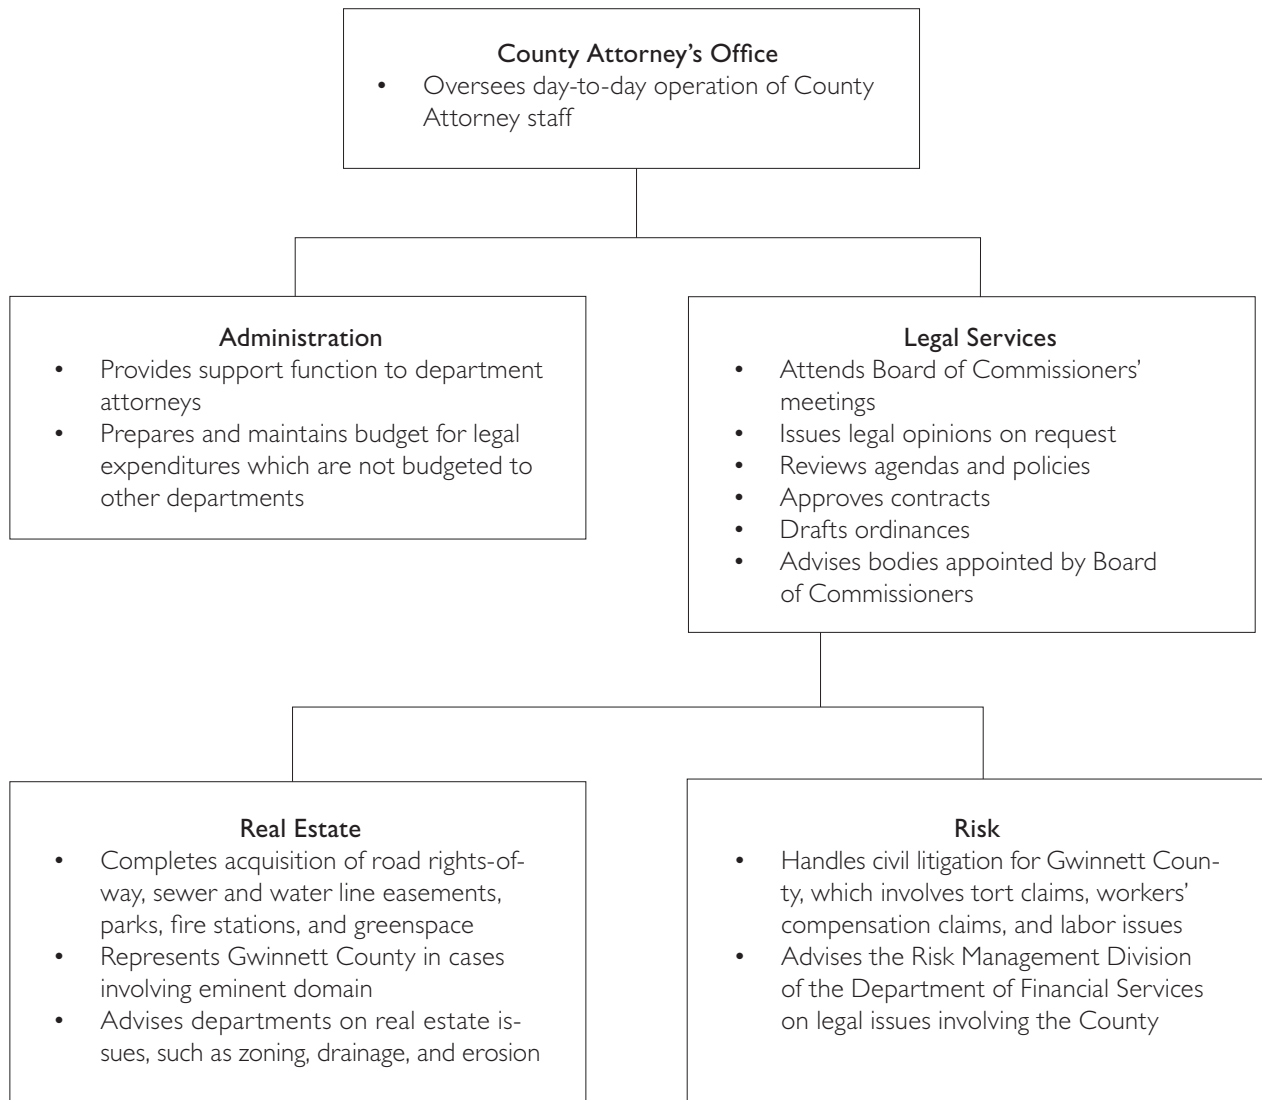 County Attorney’s Office
• Oversees day-to-day operation of County
Attorney staff
Administration
• Provides support function to department
attorneys
• Prepares and maintains budget for legal
expenditures which are not budgeted to
other departments
Legal Services
• Attends Board of Commissioners’
meetings
• Issues legal opinions on request
• Reviews agendas and policies
• Approves contracts
• Drafts ordinances
• Advises bodies appointed by Board
of Commissioners
Real Estate
• Completes acquisition of road rights-of-
way, sewer and water line easements,
parks, fire stations, and greenspace
• Represents Gwinnett County in cases
involving eminent domain
• Advises departments on real estate is-
sues, such as zoning, drainage, and erosion
Risk
• Handles civil litigation for Gwinnett Coun-
ty, which involves tort claims, workers’
compensation claims, and labor issues
• Advises the Risk Management Division
of the Department of Financial Services
on legal issues involving the County